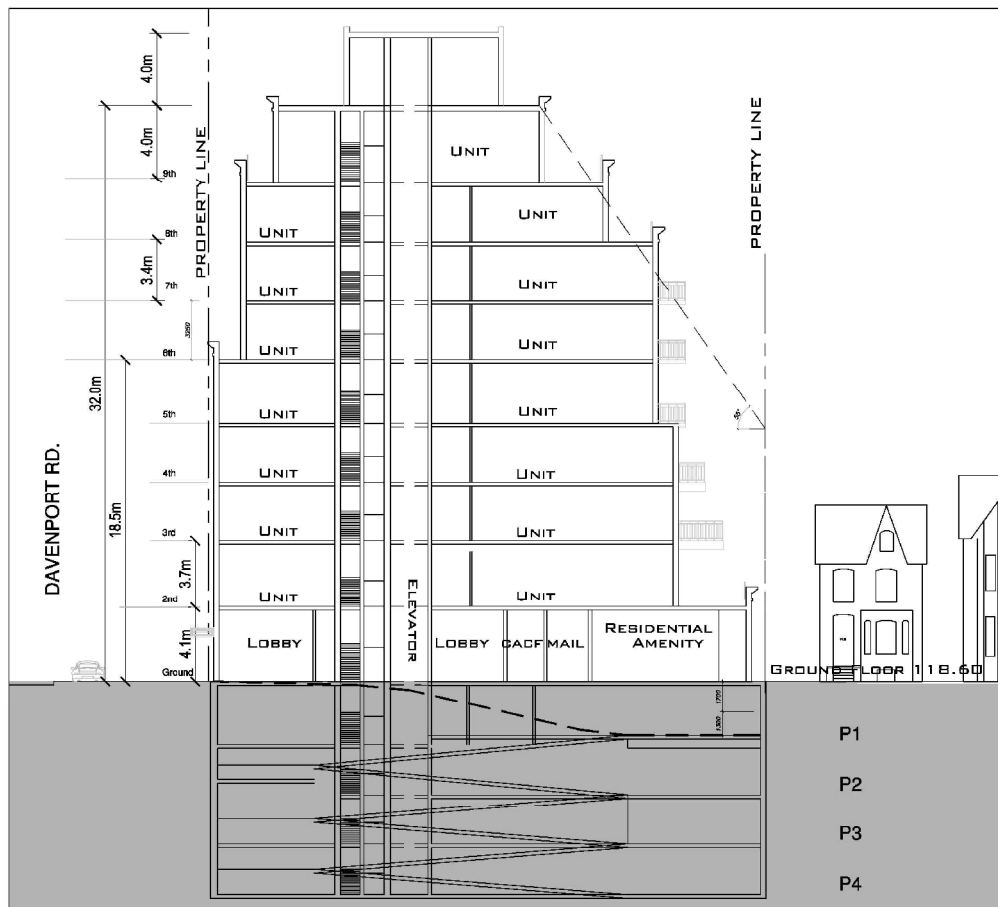 4.0m
PROPERTY LINE
PROPERTY LINE
4.0m
UNIT
9th
UNIT
UNIT
8th
3.4m
UNIT
UNIT
7th
UNIT
UNIT
6th
32.0m
UNIT
UNIT
5th
55°
DAVENPORT RD.
18.5m
UNIT
UNIT
4th
UNIT
UNIT
3rd
3.7m
ELEVATOR
UNIT
UNIT
2nd
4.1m
LOBBY
LOBBY
CACF
MAIL
RESIDENTIAL
AMENITY
Ground
GROUND FLOOR 118.60
1700
1300
P1
P2
P3
P4